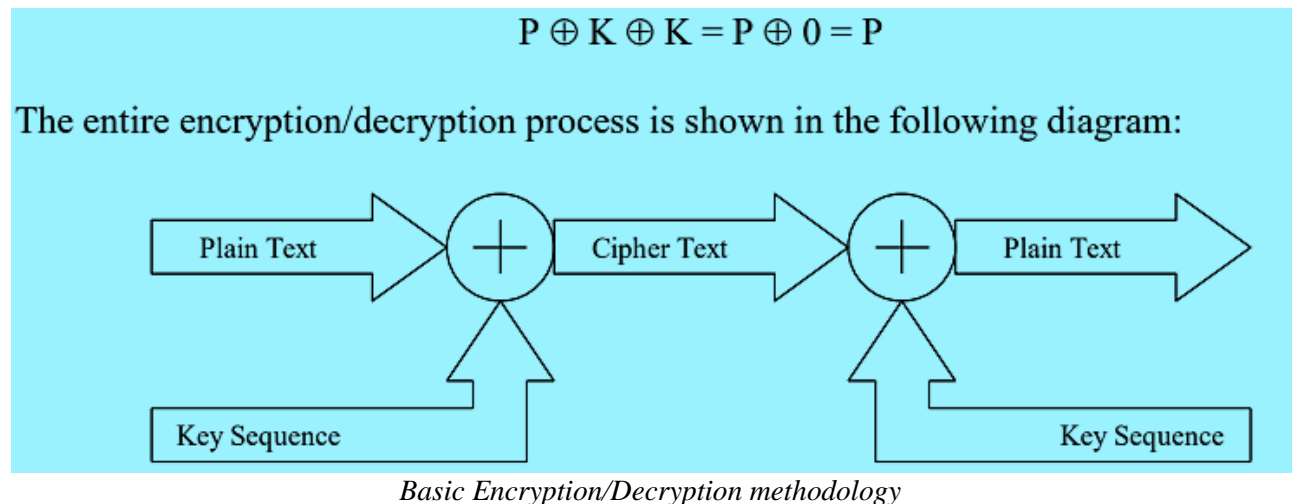 P ⊕ K ⊕ K = P ⊕ 0 = P
The entire encryption/decryption process is shown in the following diagram:
Plain Text
Cipher Text
Plain Text
Key Sequence
Key Sequence
Basic Encryption/Decryption methodology